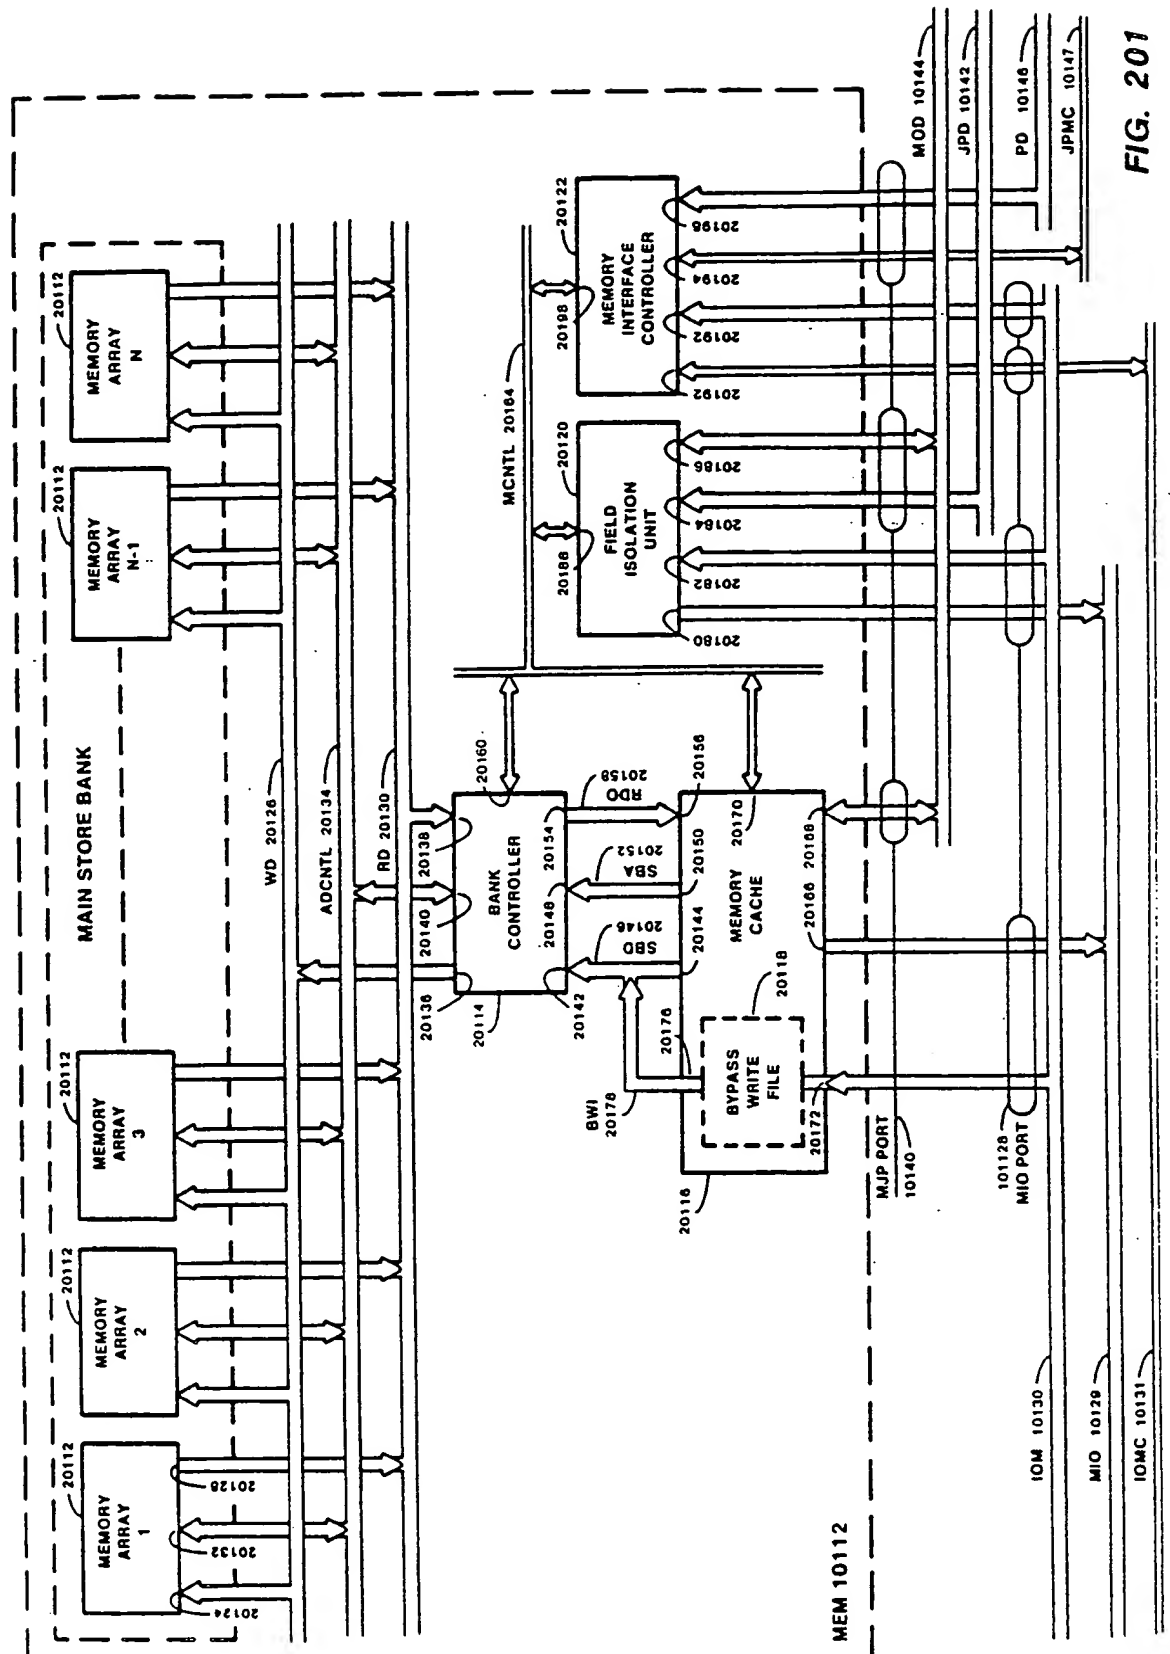 MAIN STORE BANK
20112
MEMORY
ARRAY
1
20124
20132
20128
20112
MEMORY
ARRAY
2
20112
MEMORY
ARRAY
3
20112
MEMORY
ARRAY
N-1
20112
MEMORY
ARRAY
N
WD 20126
ADCNTL 20134
RD 20130
20136
20140
20138
20160
20114
BANK
CONTROLLER
20142
20148
20154
SBD
20146
SBA
20152
RDO
20158
BWI
20178
20176
20144
20150
20156
MEMORY
CACHE
20170
20118
BYPASS
WRITE
FILE
20172
20116
20166
20168
MCNTL 20164
20188
20120
FIELD
ISOLATION
UNIT
20180
20182
20184
20186
20198
20122
MEMORY
INTERFACE
CONTROLLER
20192
20192
20194
20195
MEM 10112
MJP PORT
10140
101128
MIO PORT
MOD 10144
JPD 10142
PD 10146
JPMC 10147
IOM 10130
MIO 10129
IOMC 10131
FIG. 201